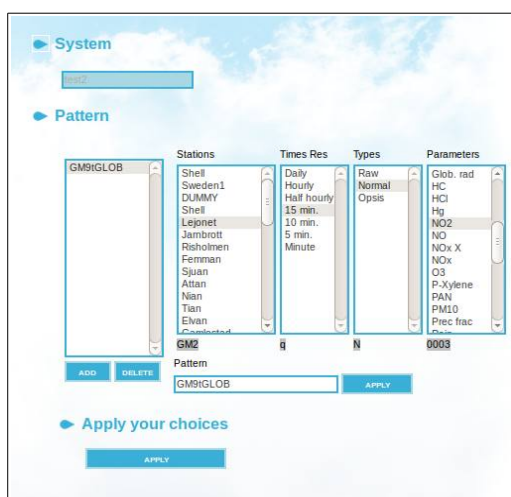 System
test2
Pattern
Stations
Times Res
Types
Parameters
GM9tGLOB
Shell
Sweden1
DUMMY
Shell
Lejonet
Jarnbrott
Risholmen
Femman
Sjuan
Attan
Nian
Tian
Elvan
Gamlestad
Daily
Hourly
Half hourly
15 min.
10 min.
5 min.
Minute
Raw
Normal
Opsis
Glob. rad
HC
HCl
Hg
NO2
NO
NOx X
NOx
O3
P-Xylene
PAN
PM10
Prec frac
GM2
q
N
0003
ADD
DELETE
Pattern
GM9tGLOB
APPLY
Apply your choices
APPLY